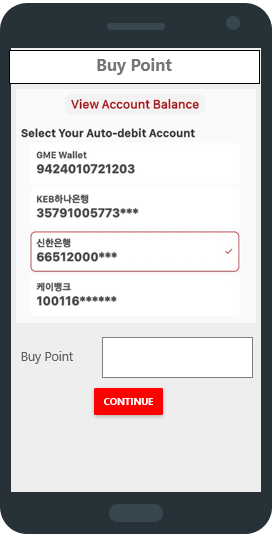 Buy Point
View Account Balance
Select Your Auto-debit Account
GME Wallet
9424010721203
KEB하나은행
35791005773***
신한은행
66512000***
케이뱅크
100116******
Buy Point
CONTINUE